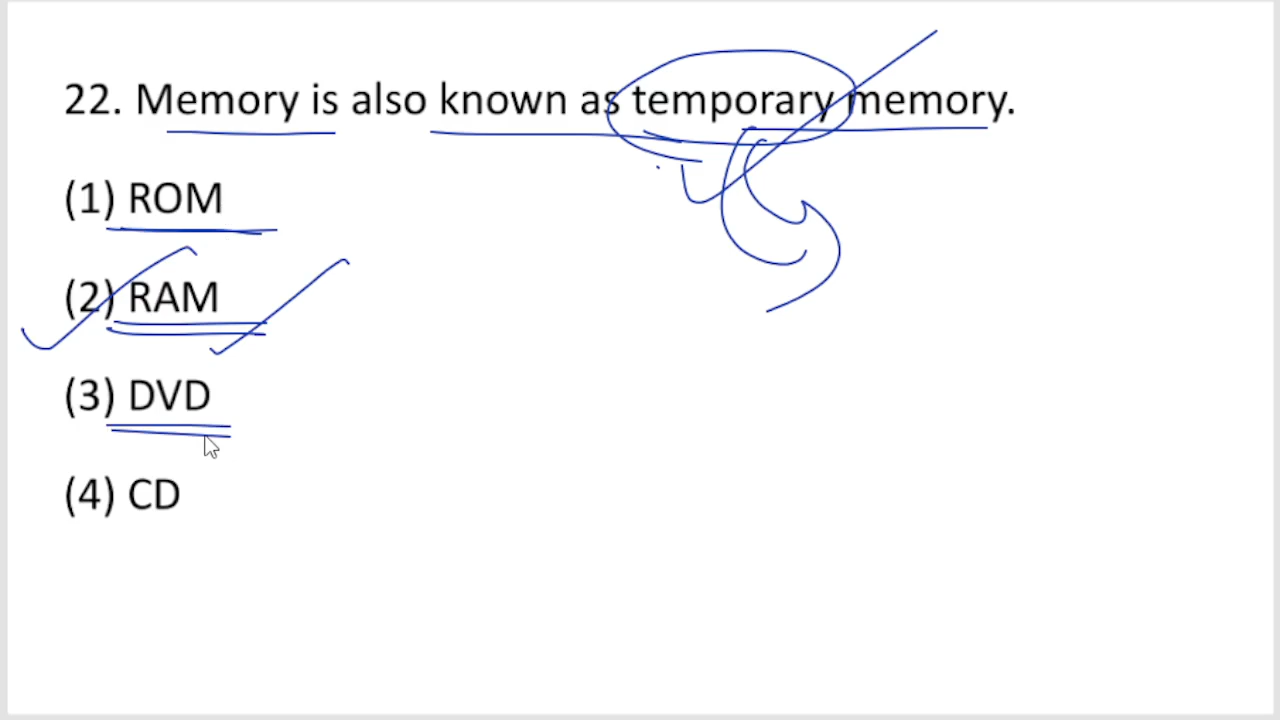 22. Memory is also known as temporary memory.
(1) ROM
(2) RAM
(3) DVD
(4) CD